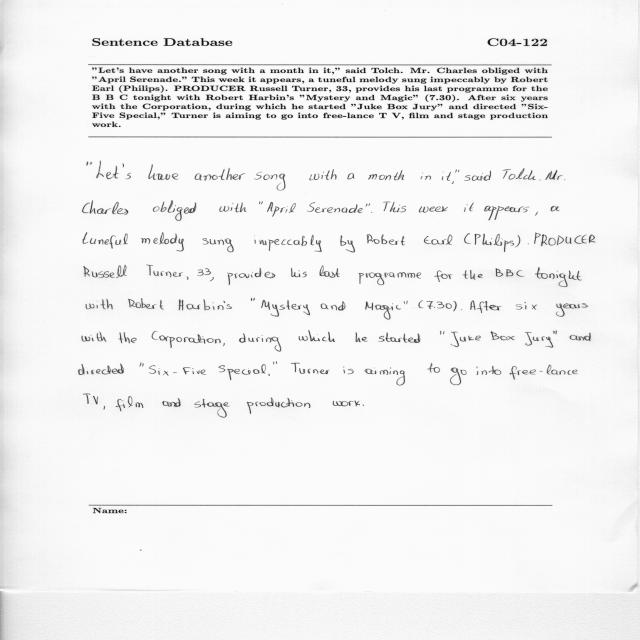 Sentence Database C04-122
"Let's have another song with a month in it," said Tolch. Mr. Charles obliged with
"April Serenade." This week it appears, a tuneful melody sung impeccably by Robert
Earl (Philips). PRODUCER Russell Turner, 33, provides his last programme for the
B B C tonight with Robert Harbin's "Mystery and Magic" (7.30). After six years
with the Corporation, during which he started "Juke Box Jury" and directed "Six-
Five Special," Turner is aiming to go into free-lance T V, film and stage production
work.
"Let's have another song with a month in it," said Tolch. Mr.
Charles obliged with "April Serenade". This week it appears, a
tuneful melody sung impeccably by Robert Earl (Philips). PRODUCER
Russell Turner, 33, provides his last programme for the BBC tonight
with Robert Harbin's "Mystery and Magic" (7.30). After six years
with the Corporation, during which he started "Juke Box Jury" and
directed "Six-Five Special," Turner is aiming to go into free-lance
TV, film and stage production work.
Name: